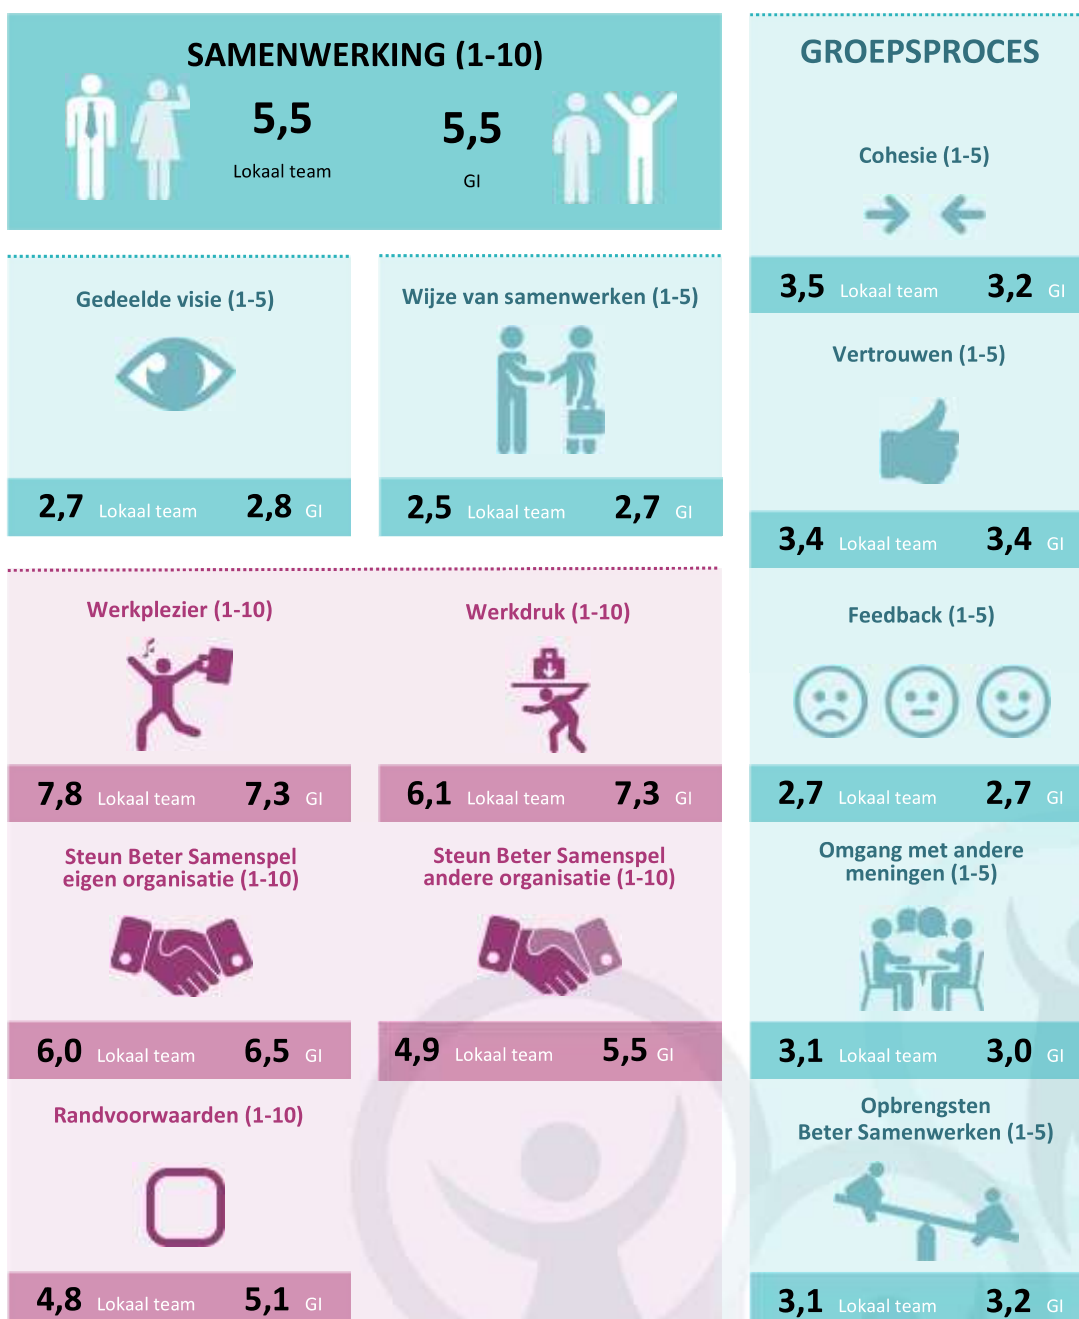 SAMENWERKING (1-10)
5,5
Lokaal team
5,5
GI
Gedeelde visie (1-5)
2,7 Lokaal team 2,8 GI
Wijze van samenwerken (1-5)
2,5 Lokaal team 2,7 GI
Werkplezier (1-10)
7,8 Lokaal team 7,3 GI
Werkdruk (1-10)
6,1 Lokaal team 7,3 GI
Steun Beter Samenspel
eigen organisatie (1-10)
6,0 Lokaal team 6,5 GI
Steun Beter Samenspel
andere organisatie (1-10)
4,9 Lokaal team 5,5 GI
Randvoorwaarden (1-10)
4,8 Lokaal team 5,1 GI
GROEPSPROCES
Cohesie (1-5)
3,5 Lokaal team 3,2 GI
Vertrouwen (1-5)
3,4 Lokaal team 3,4 GI
Feedback (1-5)
2,7 Lokaal team 2,7 GI
Omgang met andere
meningen (1-5)
3,1 Lokaal team 3,0 GI
Opbrengsten
Beter Samenwerken (1-5)
3,1 Lokaal team 3,2 GI